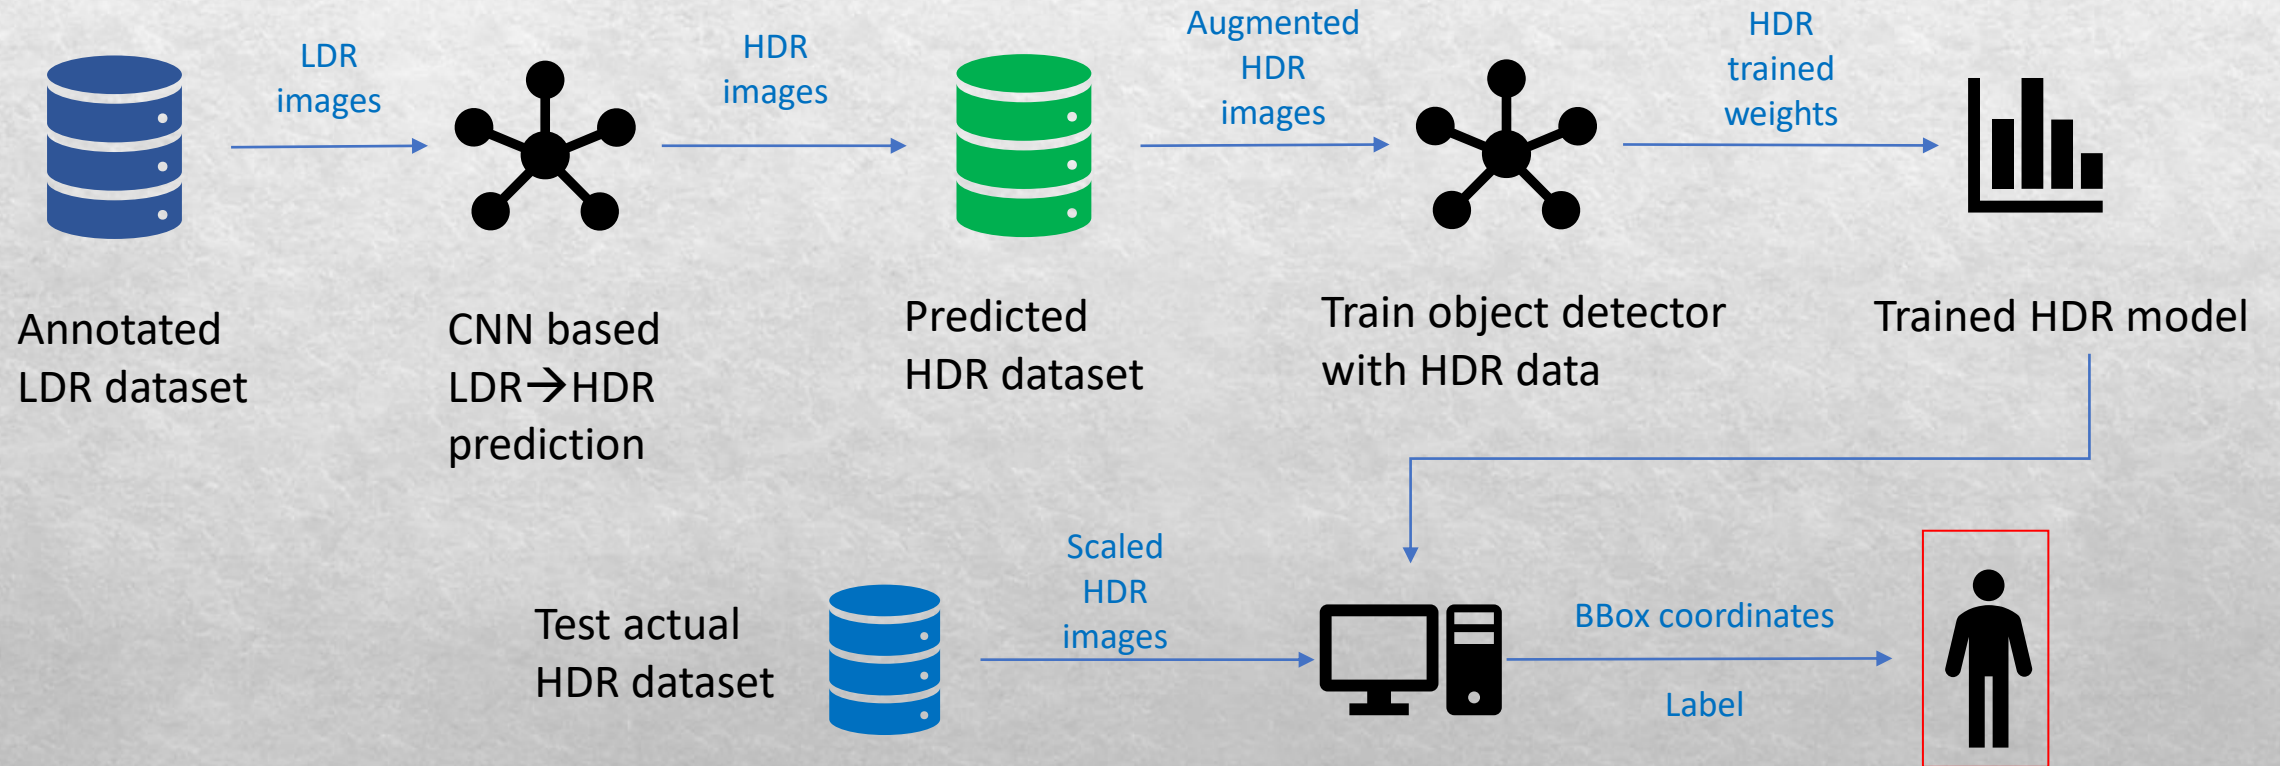 LDR
images
HDR
images
Augmented
HDR
images
HDR
trained
weights
Annotated
LDR dataset
CNN based
LDR→HDR
prediction
Predicted
HDR dataset
Train object detector
with HDR data
Trained HDR model
Test actual
HDR dataset
Scaled
HDR
images
BBox coordinates
Label